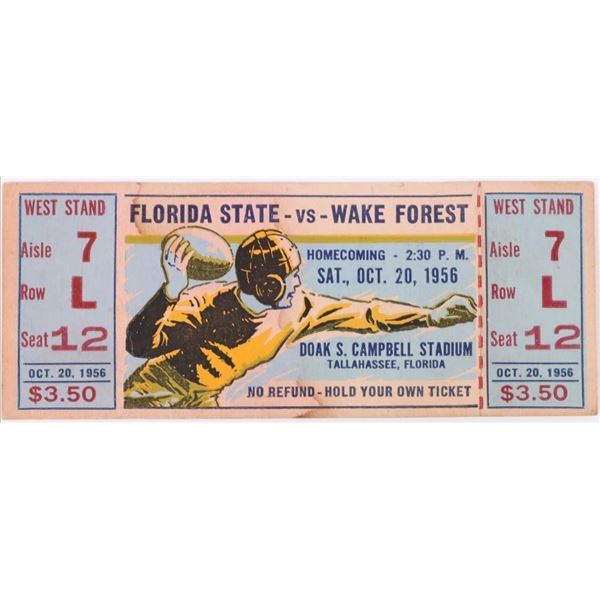 WEST STAND
Aisle 7
Row L
Seat 12
OCT. 20, 1956
$3.50
FLORIDA STATE - vs - WAKE FOREST
HOMECOMING - 2:30 P. M.
SAT., OCT. 20, 1956
DOAK S. CAMPBELL STADIUM
TALLAHASSEE, FLORIDA
NO REFUND - HOLD YOUR OWN TICKET
WEST STAND
Aisle 7
Row L
Seat 12
OCT. 20, 1956
$3.50